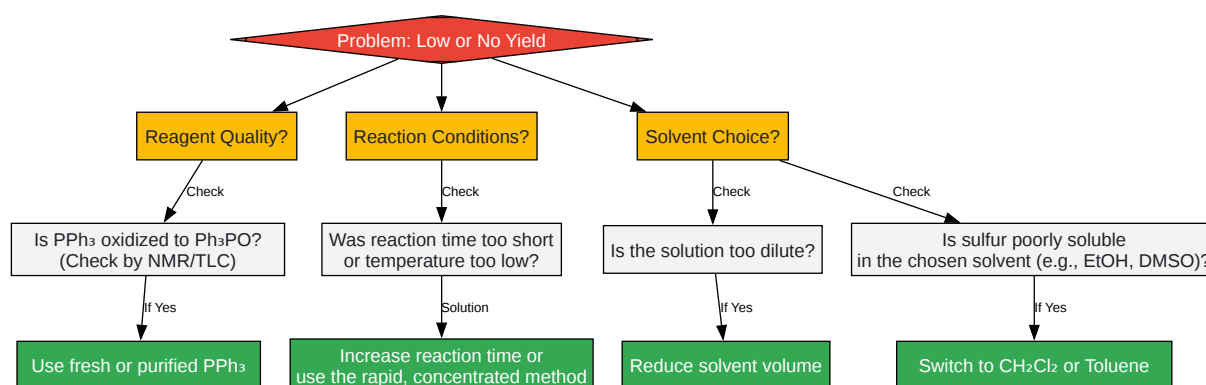 Problem: Low or No Yield
Reagent Quality?
Reaction Conditions?
Solvent Choice?
Check
Check
Check
Check
Is PPh₃ oxidized to Ph₃PO?
(Check by NMR/TLC)
Was reaction time too short
or temperature too low?
Is the solution too dilute?
Is sulfur poorly soluble
in the chosen solvent (e.g., EtOH, DMSO)?
If Yes
Solution
If Yes
If Yes
Use fresh or purified PPh₃
Increase reaction time or
use the rapid, concentrated method
Reduce solvent volume
Switch to CH₂Cl₂ or Toluene